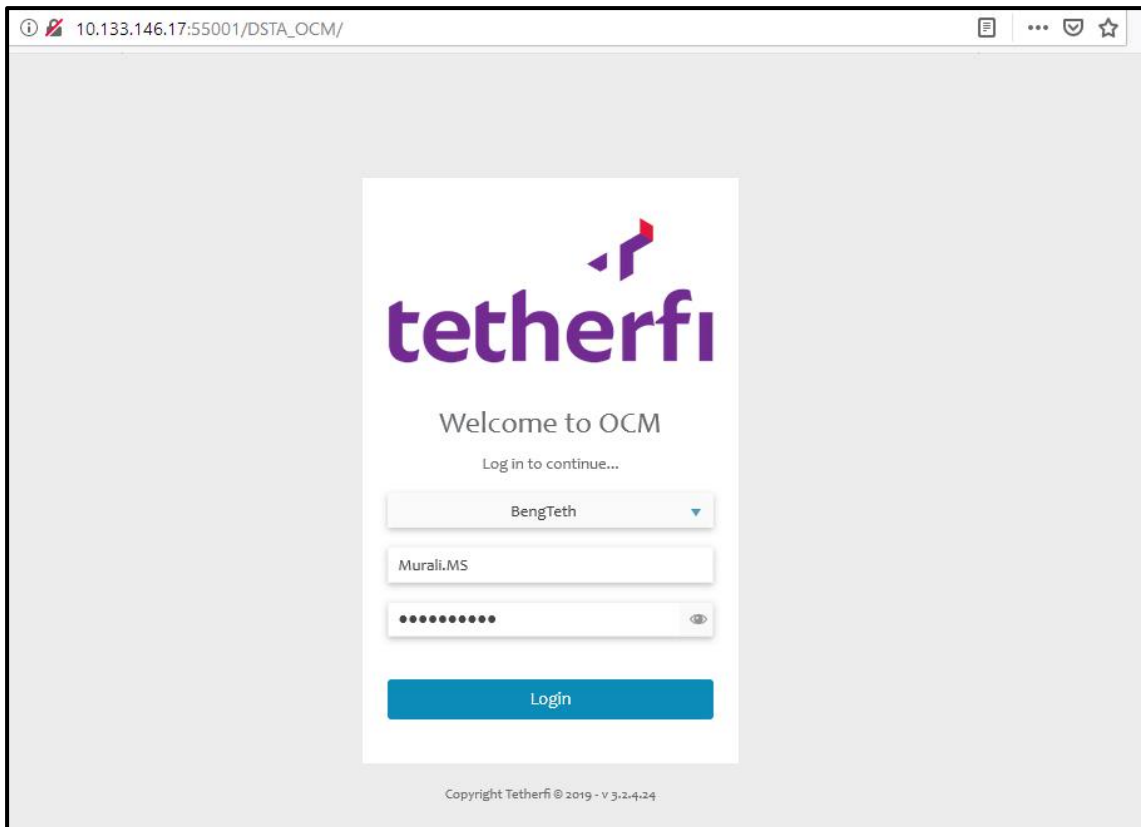 10.133.146.17:55001/DSTA_OCM/
tetherfi
Welcome to OCM
Log in to continue...
BengTeth
Murali.MS
●●●●●●●●●●
Login
Copyright Tetherfi © 2019 - v 3.2.4.24